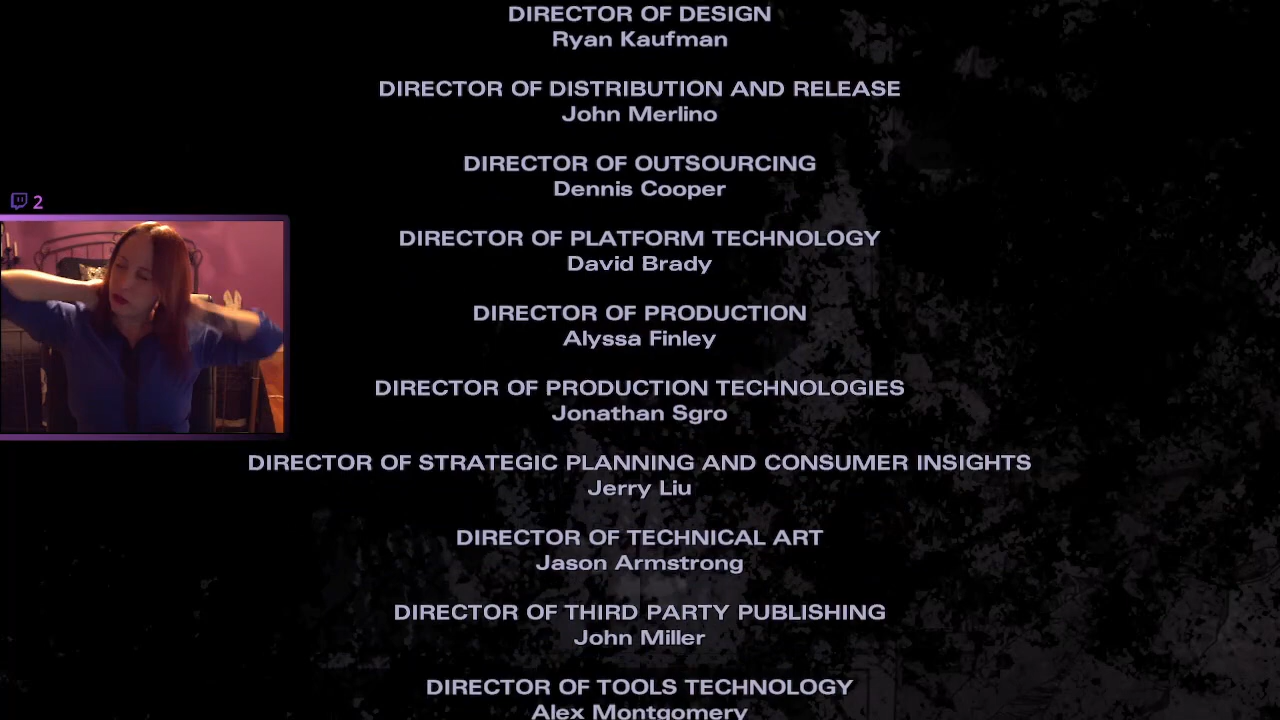 DIRECTOR OF DESIGN
Ryan Kaufman
DIRECTOR OF DISTRIBUTION AND RELEASE
John Merlino
DIRECTOR OF OUTSOURCING
Dennis Cooper
2
DIRECTOR OF PLATFORM TECHNOLOGY
David Brady
DIRECTOR OF PRODUCTION
Alyssa Finley
DIRECTOR OF PRODUCTION TECHNOLOGIES
Jonathan Sgro
DIRECTOR OF STRATEGIC PLANNING AND CONSUMER INSIGHTS
Jerry Liu
DIRECTOR OF TECHNICAL ART
Jason Armstrong
DIRECTOR OF THIRD PARTY PUBLISHING
John Miller
DIRECTOR OF TOOLS TECHNOLOGY
Alex Montgomery